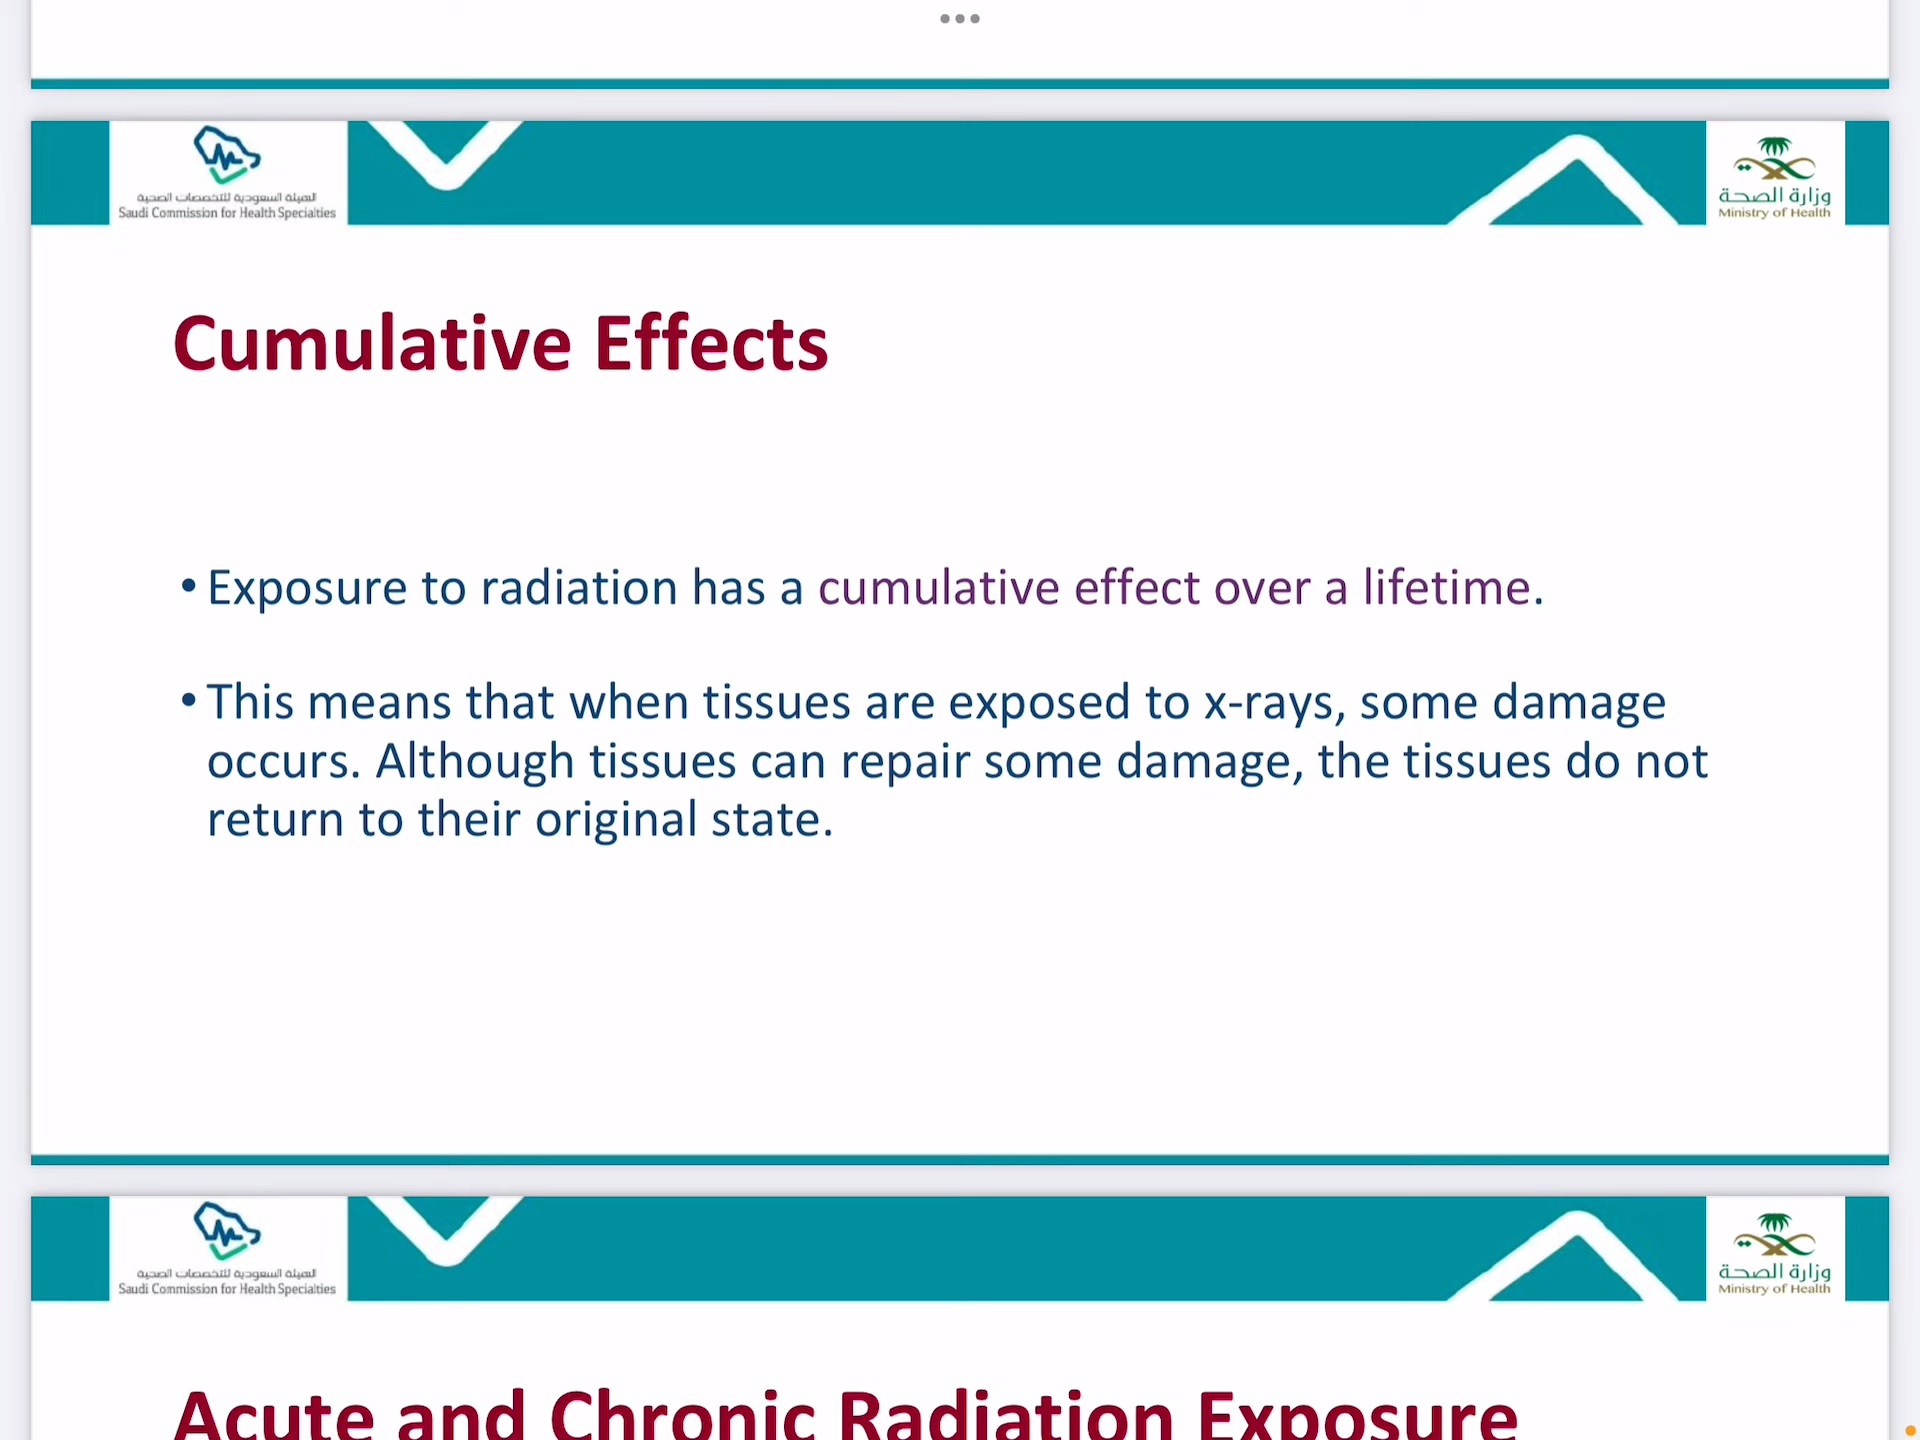 الهيئة السعودية للتخصصات الصحية
Saudi Commission for Health Specialties
وزارة الصحة
Ministry of Health
Cumulative Effects
•Exposure to radiation has a cumulative effect over a lifetime.
•This means that when tissues are exposed to x-rays, some damage
occurs. Although tissues can repair some damage, the tissues do not
return to their original state.
الهيئة السعودية للتخصصات الصحية
Saudi Commission for Health Specialties
وزارة الصحة
Ministry of Health
Acute and Chronic Radiation Exposure